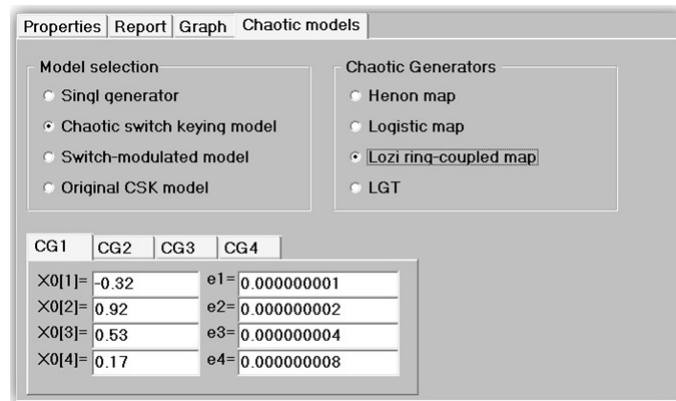 Properties Report Graph Chaotic models
Model selection
Singl generator
Chaotic switch keying model
Switch-modulated model
Original CSK model
Chaotic Generators
Henon map
Logistic map
Lozi ring-coupled map
LGT
CG1 CG2 CG3 CG4
X0[1]= -0.32 e1= 0.000000001
X0[2]= 0.92 e2= 0.000000002
X0[3]= 0.53 e3= 0.000000004
X0[4]= 0.17 e4= 0.000000008